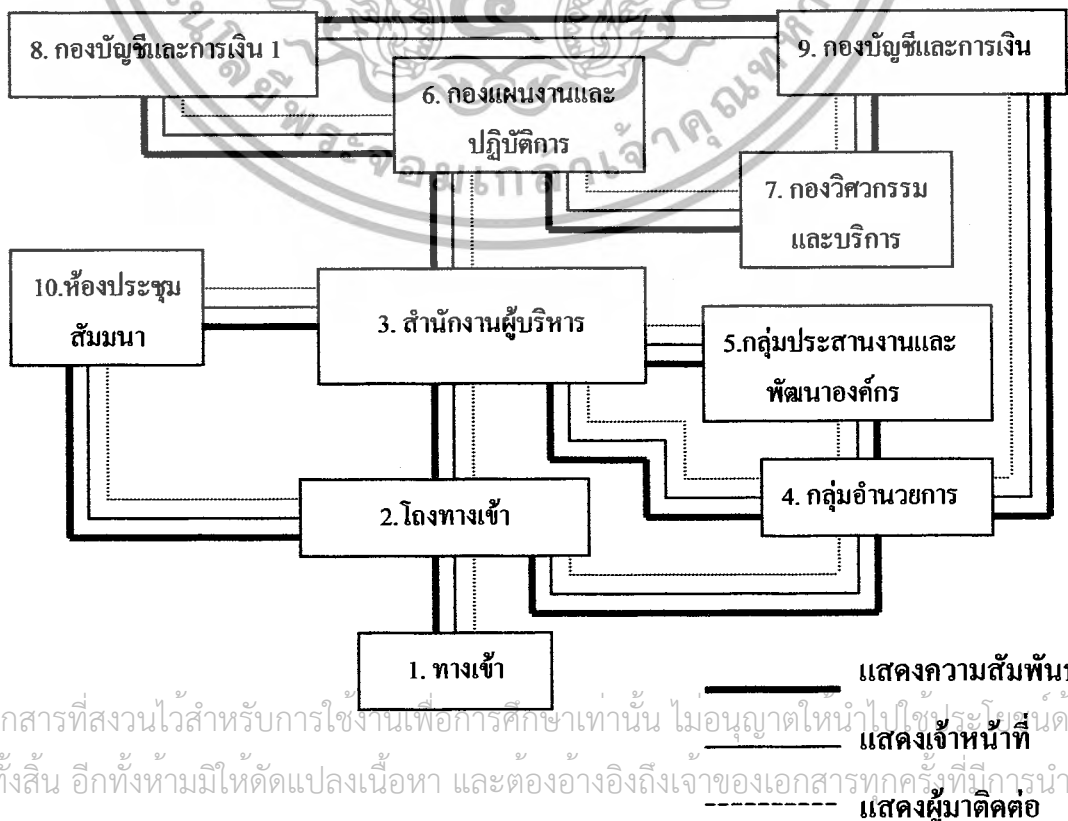 8. กองบัญชีและการเงิน 1
9. กองบัญชีและการเงิน
6. กองแผนงานและ
ปฏิบัติการ
7. กองวิศวกรรม
และบริการ
10.ห้องประชุม
สัมมนา
3. สำนักงานผู้บริหาร
5.กลุ่มประสานงานและ
พัฒนาองค์กร
4. กลุ่มอำนวยการ
2.โถงทางเข้า
1. ทางเข้า
แสดงความสัมพันธ
แสดงเจ้าหน้าที่
แสดงผู้มาติดต่อ
กสารที่สงวนไว้สำหรับการใช้งานเพื่อการศึกษาเท่านั้น ไม่อนุญาตให้นำไปใช้ประโยชน์ด้
ทั้งสิ้น อีกทั้งห้ามมิให้ดัดแปลงเนื้อหา และต้องอ้างอิงถึงเจ้าของเอกสารทุกครั้งที่มีการนำ